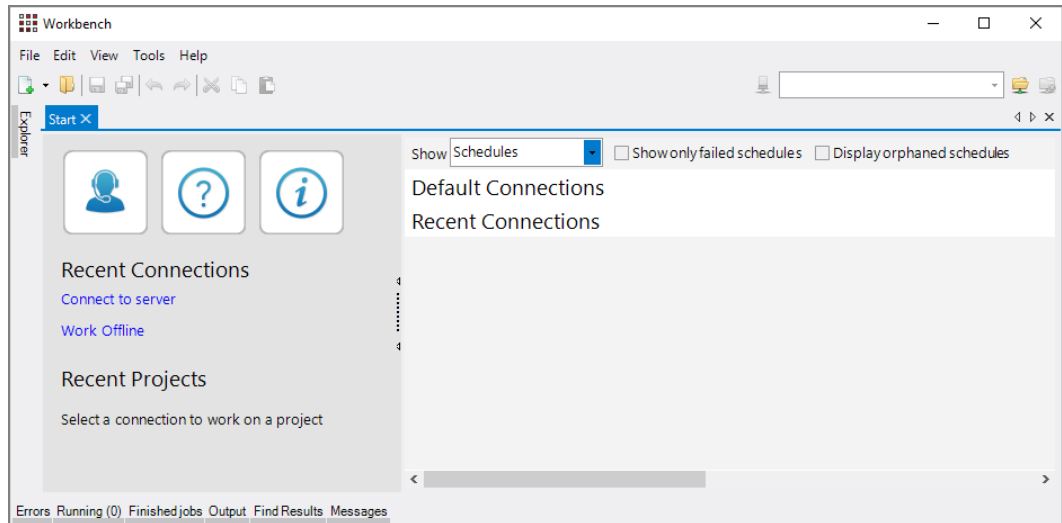 Workbench
File Edit View Tools Help
Explorer
Start
Show Schedules Show only failed schedules Display orphaned schedules
Default Connections
Recent Connections
?
i
Recent Connections
Connect to server
Work Offline
Recent Projects
Select a connection to work on a project
Errors Running (0) Finished jobs Output Find Results Messages